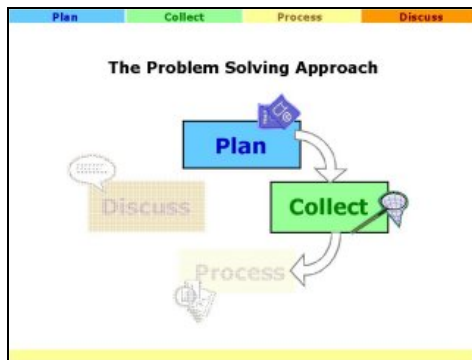 Plan Collect Process Discuss
The Problem Solving Approach
Plan
Discuss
Collect
Process